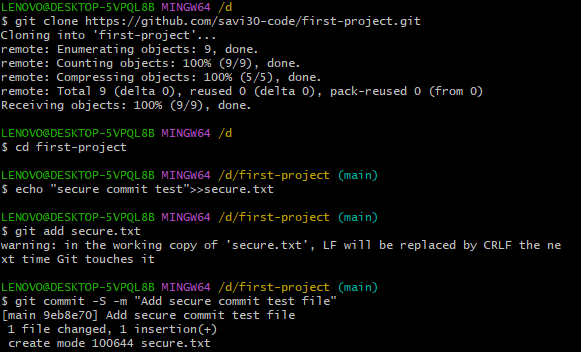 LENOVO@DESKTOP-5VPQL8B MINGW64 /d
$ git clone https://github.com/savi30-code/first-project.git
Cloning into 'first-project'...
remote: Enumerating objects: 9, done.
remote: Counting objects: 100% (9/9), done.
remote: Compressing objects: 100% (5/5), done.
remote: Total 9 (delta 0), reused 0 (delta 0), pack-reused 0 (from 0)
Receiving objects: 100% (9/9), done.
LENOVO@DESKTOP-5VPQL8B MINGW64 /d
$ cd first-project
LENOVO@DESKTOP-5VPQL8B MINGW64 /d/first-project (main)
$ echo "secure commit test">>secure.txt
LENOVO@DESKTOP-5VPQL8B MINGW64 /d/first-project (main)
$ git add secure.txt
warning: in the working copy of 'secure.txt', LF will be replaced by CRLF the ne
xt time Git touches it
LENOVO@DESKTOP-5VPQL8B MINGW64 /d/first-project (main)
$ git commit -S -m "Add secure commit test file"
[main 9eb8e70] Add secure commit test file
1 file changed, 1 insertion(+)
create mode 100644 secure.txt